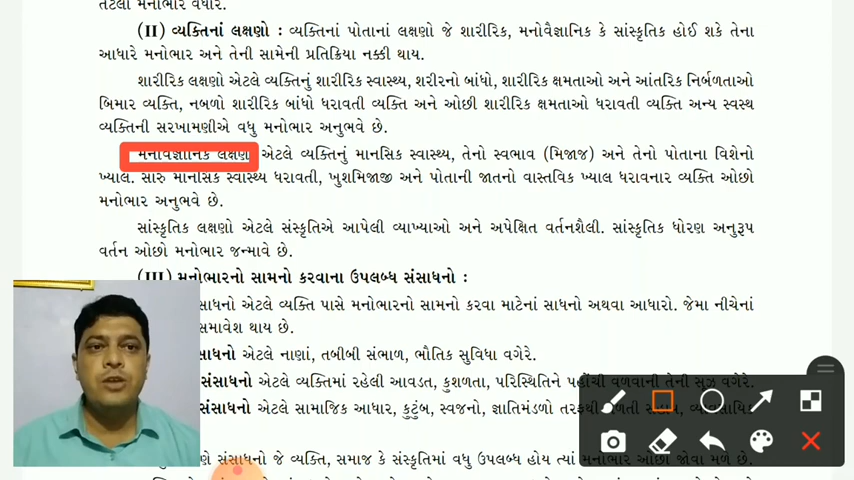 તેટલો મનોભાર વધારે.
(II) વ્યક્તિનાં લક્ષણો : વ્યક્તિનાં પોતાનાં લક્ષણો જે શારીરિક, મનોવૈજ્ઞાનિક કે સાંસ્કૃતિક હોઈ શકે તેના
આધારે મનોભાર અને તેની સામેની પ્રતિક્રિયા નક્કી થાય.
શારીરિક લક્ષણો એટલે વ્યક્તિનું શારીરિક સ્વાસ્થ્ય, શરીરનો બાંધો, શારીરિક ક્ષમતાઓ અને આંતરિક નિર્બળતાઓ
બિમાર વ્યક્તિ, નબળો શારીરિક બાંધો ધરાવતી વ્યક્તિ અને ઓછી શારીરિક ક્ષમતાઓ ધરાવતી વ્યક્તિ અન્ય સ્વસ્થ
વ્યક્તિની સરખામણીએ વધુ મનોભાર અનુભવે છે.
મનોવૈજ્ઞાનિક લક્ષણ એટલે વ્યક્તિનું માનસિક સ્વાસ્થ્ય, તેનો સ્વભાવ (મિજાજ) અને તેનો પોતાના વિશેનો
ખ્યાલ. સારું માનસિક સ્વાસ્થ્ય ધરાવતી, ખુશમિજાજી અને પોતાની જાતનો વાસ્તવિક ખ્યાલ ધરાવનાર વ્યક્તિ ઓછો
મનોભાર અનુભવે છે.
સાંસ્કૃતિક લક્ષણો એટલે સંસ્કૃતિએ આપેલી વ્યાખ્યાઓ અને અપેક્ષિત વર્તનશૈલી. સાંસ્કૃતિક ધોરણ અનુરૂપ
વર્તન ઓછો મનોભાર જન્માવે છે.
(III) મનોભારનો સામનો કરવાના ઉપલબ્ધ સંસાધનો :
સાધનો એટલે વ્યક્તિ પાસે મનોભારનો સામનો કરવા માટેનાં સાધનો અથવા આધારો. જેમા નીચેનાં
સમાવેશ થાય છે.
સાધનો એટલે નાણાં, તબીબી સંભાળ, ભૌતિક સુવિધા વગેરે.
સંસાધનો એટલે વ્યક્તિમાં રહેલી આવડત, કુશળતા, પરિસ્થિતિને પહોંચી વળવાની તેની સૂઝ વગેરે.
સંસાધનો એટલે સામાજિક આધાર, કુટુંબ, સ્વજનો, જ્ઞાતિમંડળો તરફથી
સંસાધનો જે વ્યક્તિ, સમાજ કે સંસ્કૃતિમાં વધુ ઉપલબ્ધ હોય ત્યાં મનોભાર ઓછો જોવા મળે છે.